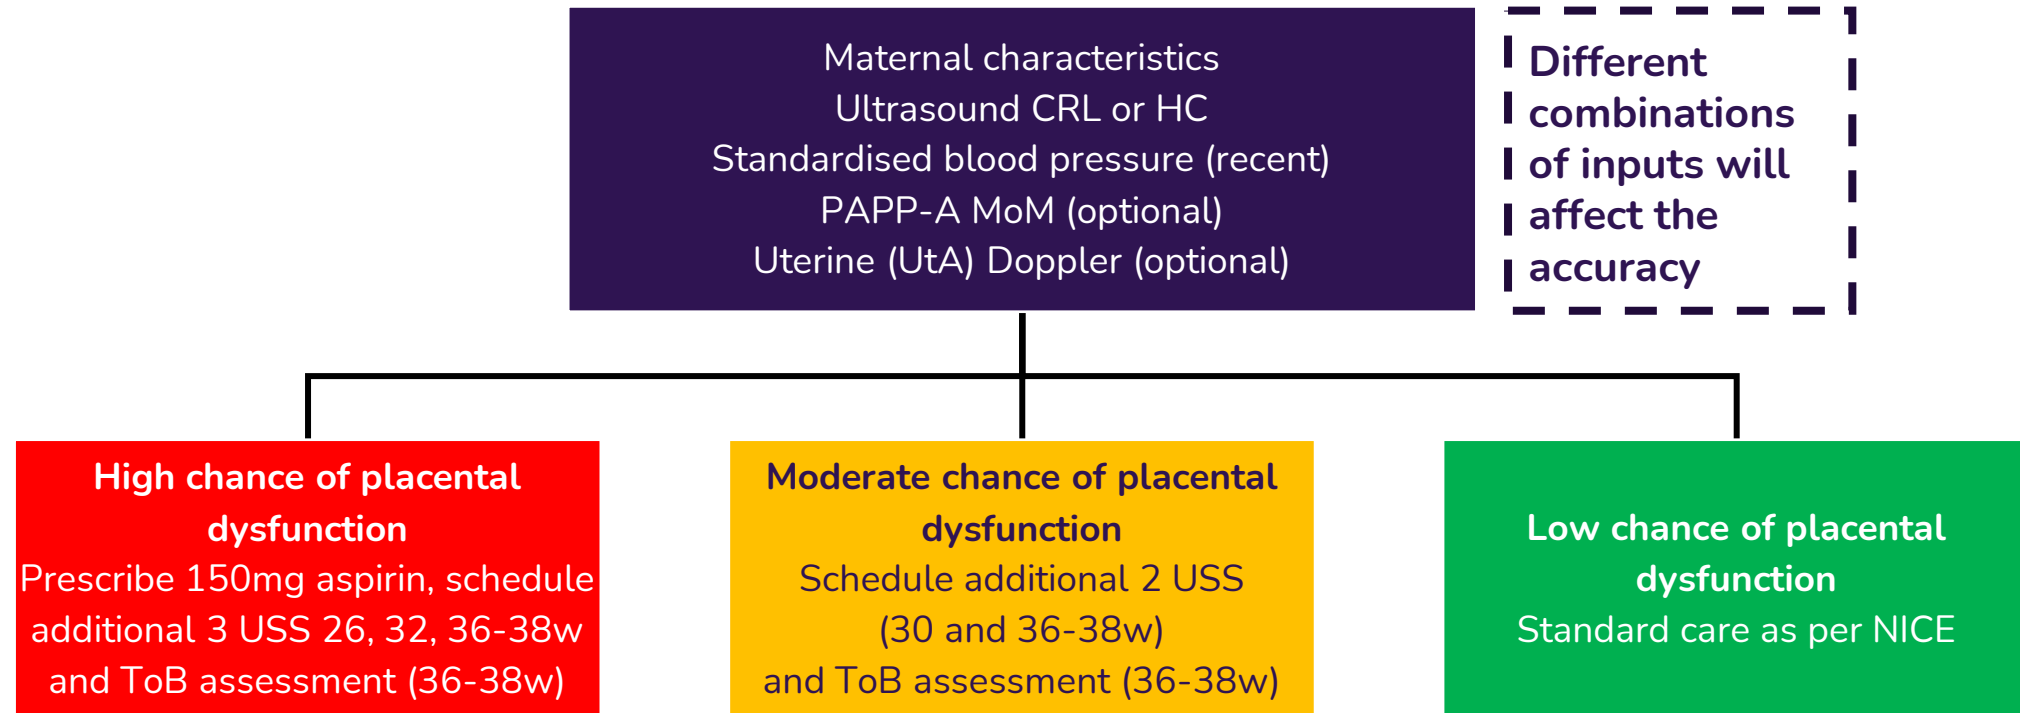 Maternal characteristics
Ultrasound CRL or HC
Standardised blood pressure (recent)
PAPP-A MoM (optional)
Uterine (UtA) Doppler (optional)
Different
combinations
of inputs will
affect the
accuracy
High chance of placental
dysfunction
Prescribe 150mg aspirin, schedule
additional 3 USS 26, 32, 36-38w
and ToB assessment (36-38w)
Moderate chance of placental
dysfunction
Schedule additional 2 USS
(30 and 36-38w)
and ToB assessment (36-38w)
Low chance of placental
dysfunction
Standard care as per NICE